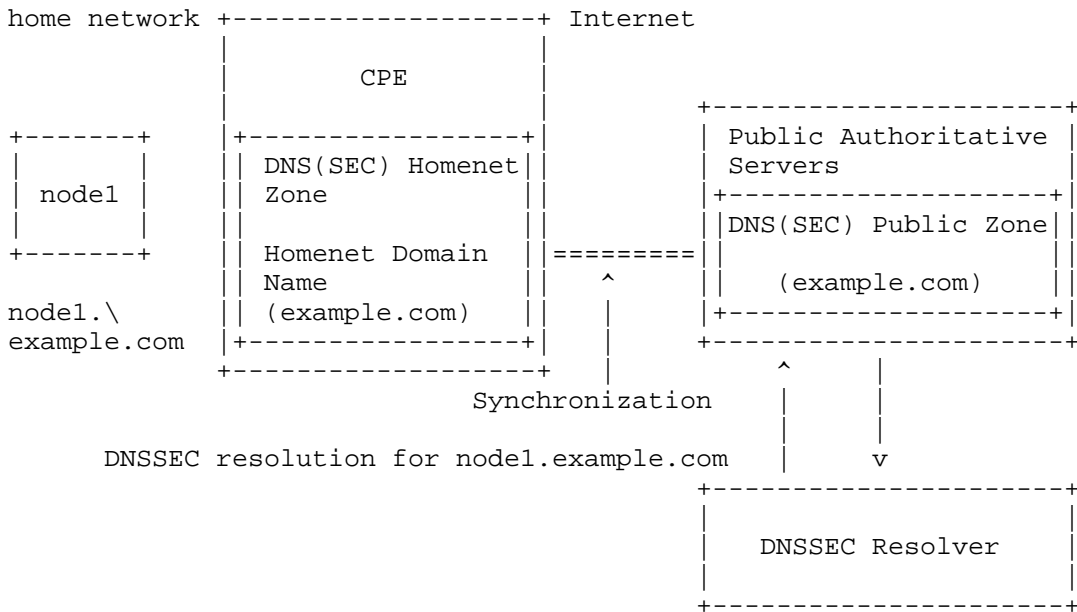 home network
Internet
CPE
node1
DNS(SEC) Homenet
Zone
Homenet Domain
Name
(example.com)
node1.\
example.com
Public Authoritative
Servers
DNS(SEC) Public Zone
(example.com)
Synchronization
DNSSEC resolution for node1.example.com
DNSSEC Resolver